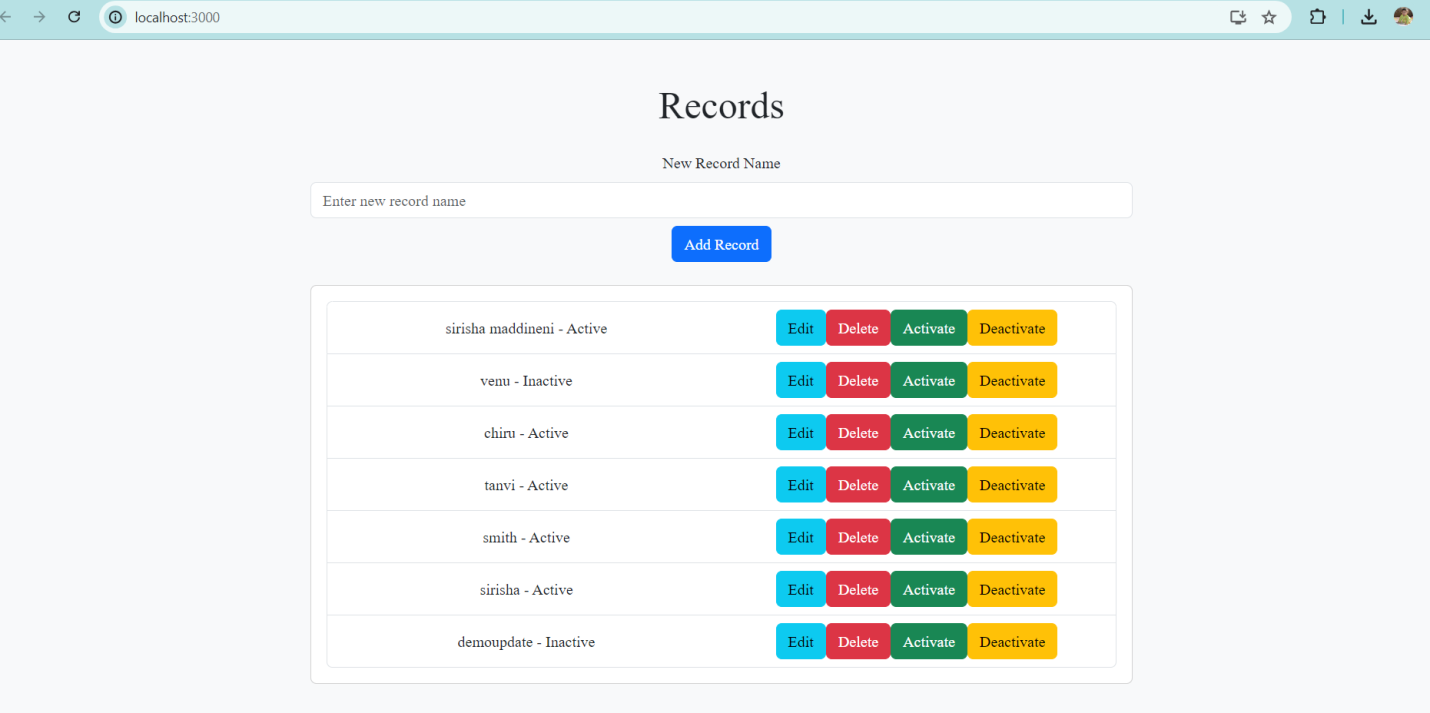 localhost:3000
Records
New Record Name
Enter new record name
Add Record
sirisha maddineni - Active Edit Delete Activate Deactivate
venu - Inactive Edit Delete Activate Deactivate
chiru - Active Edit Delete Activate Deactivate
tanvi - Active Edit Delete Activate Deactivate
smith - Active Edit Delete Activate Deactivate
sirisha - Active Edit Delete Activate Deactivate
demoupdate - Inactive Edit Delete Activate Deactivate